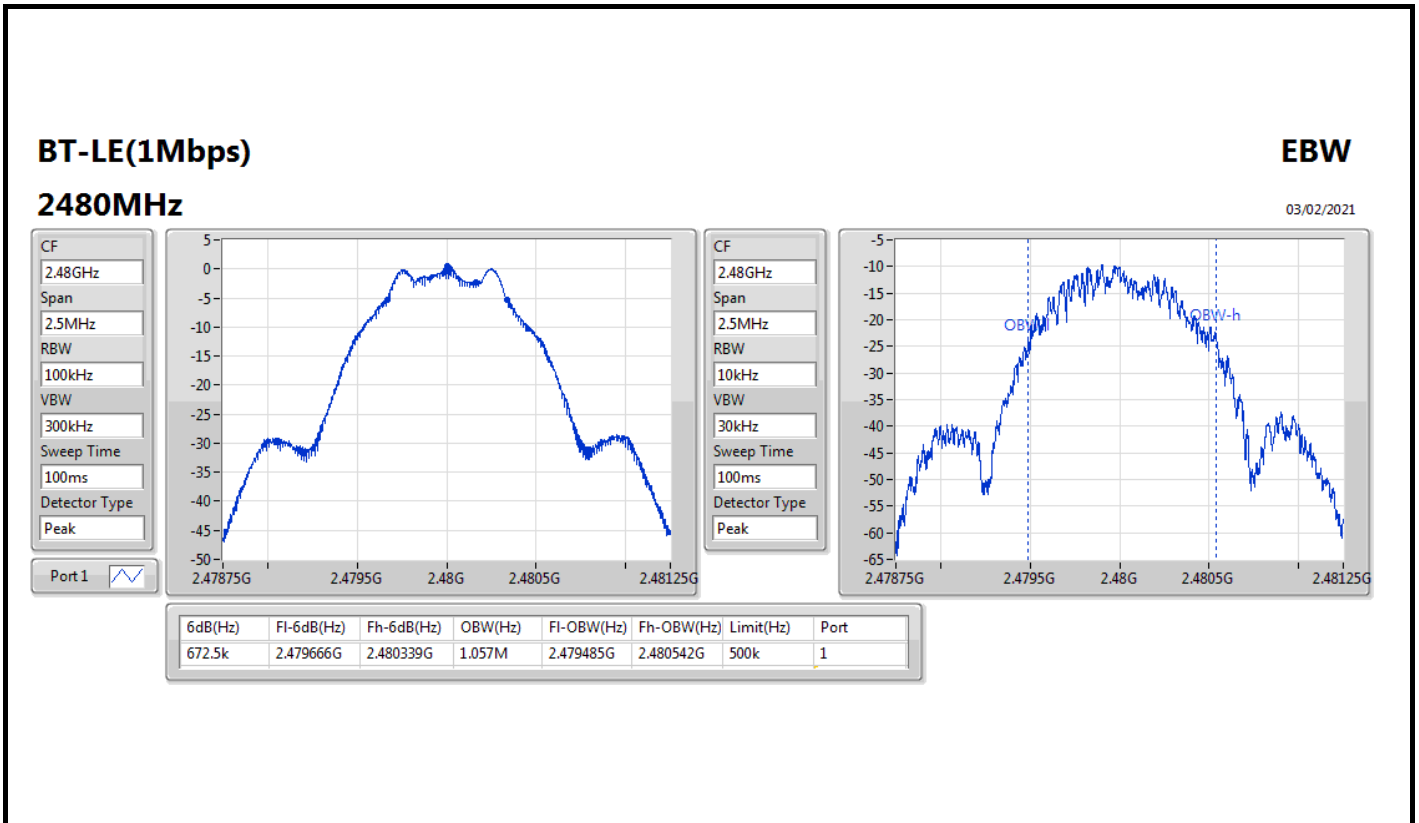 BT-LE(1Mbps)
EBW
2480MHz
03/02/2021
CF
2.48GHz
Span
2.5MHz
RBW
100kHz
VBW
300kHz
Sweep Time
100ms
Detector Type
Peak
Port 1
5
0
-5
-10
-15
-20
-25
-30
-35
-40
-45
-50
2.47875G 2.4795G 2.48G 2.4805G 2.48125G
CF
2.48GHz
Span
2.5MHz
RBW
10kHz
VBW
30kHz
Sweep Time
100ms
Detector Type
Peak
-5
-10
-15
-20
-25
-30
-35
-40
-45
-50
-55
-60
-65
OBW-h
2.47875G 2.4795G 2.48G 2.4805G 2.48125G
6dB(Hz) Fl-6dB(Hz) Fh-6dB(Hz) OBW(Hz) Fl-OBW(Hz) Fh-OBW(Hz) Limit(Hz) Port
672.5k 2.479666G 2.480339G 1.057M 2.479485G 2.480542G 500k 1